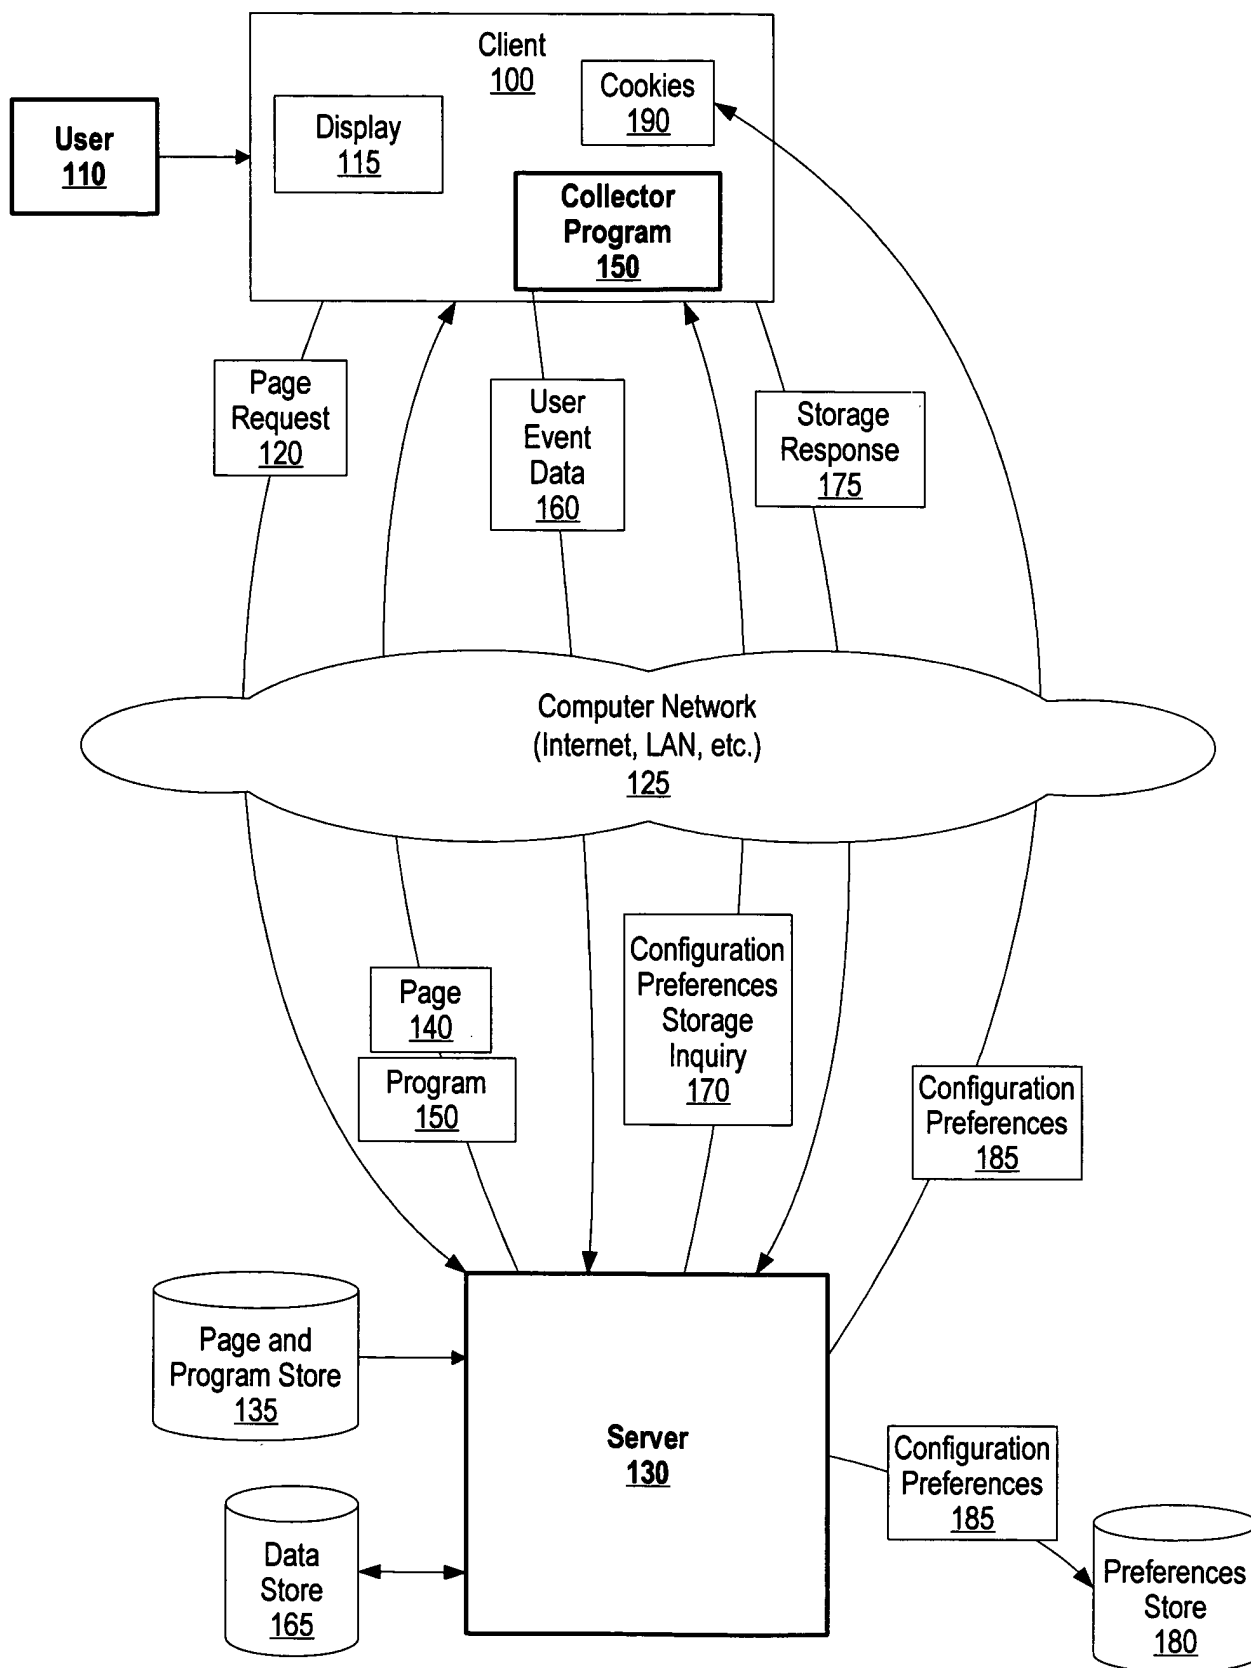 Client
100
Cookies
190
User
110
Display
115
Collector
Program
150
Page
Request
120
User
Event
Data
160
Storage
Response
175
Computer Network
(Internet, LAN, etc.)
125
Configuration
Preferences
Storage
Inquiry
170
Page
140
Program
150
Configuration
Preferences
185
Page and
Program Store
135
Server
130
Configuration
Preferences
185
Data
Store
165
Preferences
Store
180